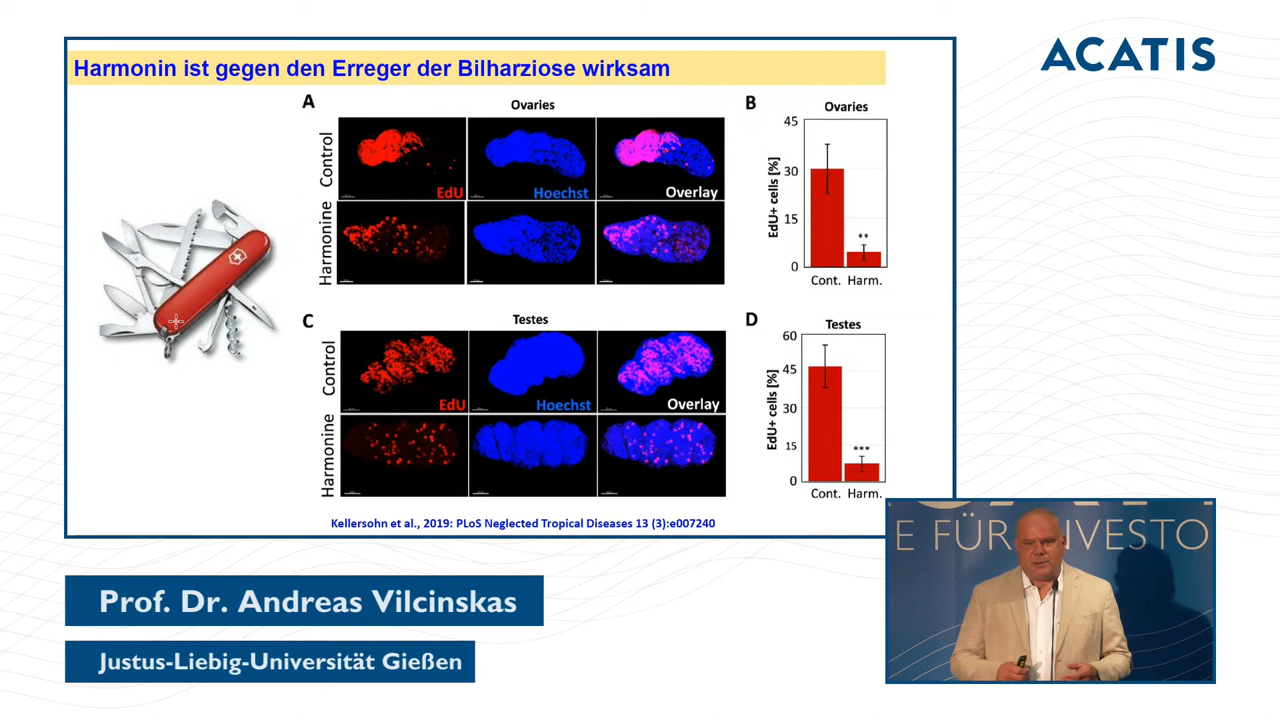 ACATIS
Harmonin ist gegen den Erreger der Bilharziose wirksam
A
Ovaries
Control
EdU
Hoechst
Overlay
Harmonine
B
Ovaries
EdU+ cells [%]
45
30
15
0
**
Cont. Harm.
C
Testes
Control
EdU
Hoechst
Overlay
Harmonine
D
Testes
EdU+ cells [%]
60
45
30
15
0
***
Cont. Harm.
Kellersohn et al., 2019: PLoS Neglected Tropical Diseases 13 (3):e007240
E FÜR INVESTO
Prof. Dr. Andreas Vilcinskas
Justus-Liebig-Universität Gießen